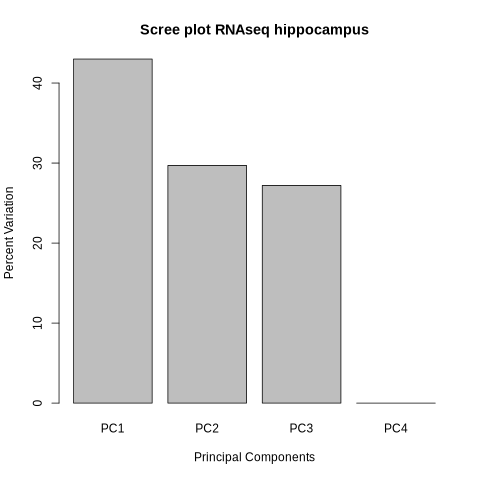 Scree plot RNAseq hippocampus
Percent Variation
40
30
20
10
0
PC1 PC2 PC3 PC4
Principal Components